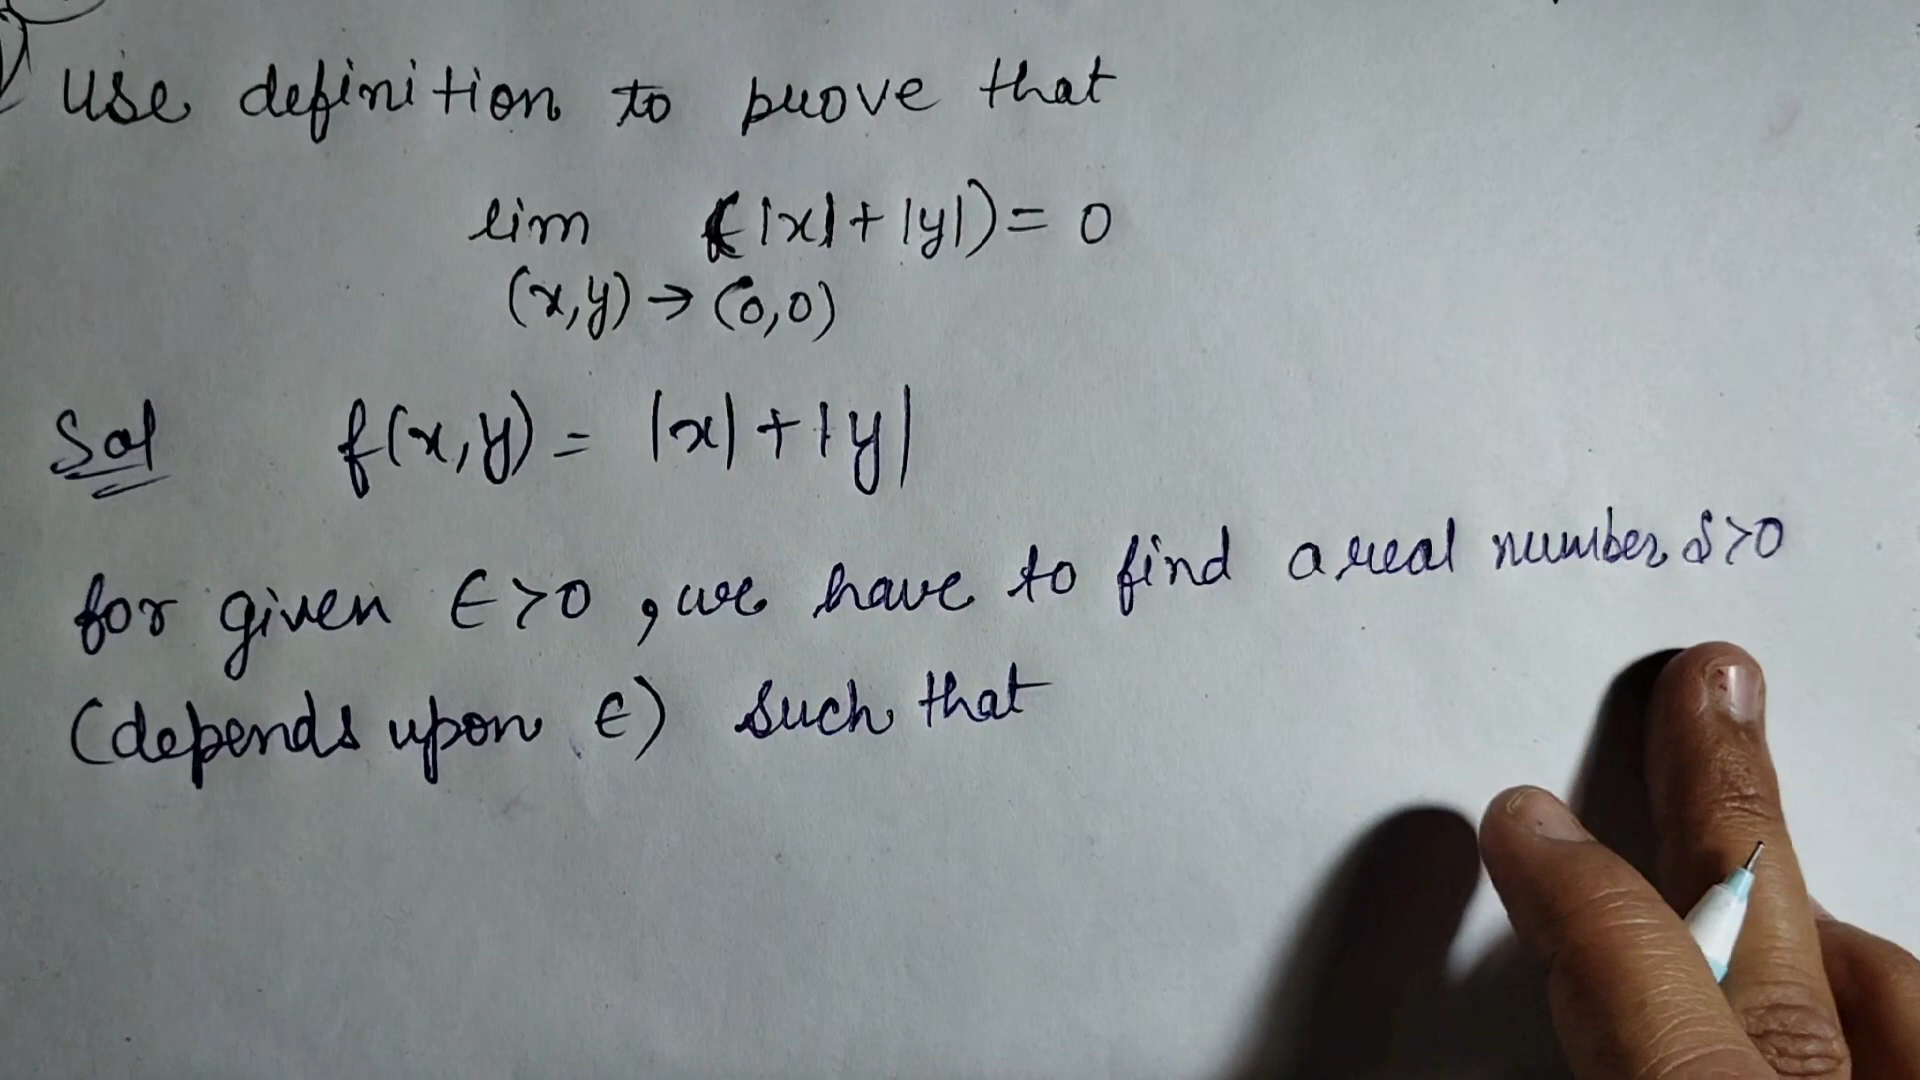 Use definition to prove that
lim (|x|+|y|) = 0
(x,y) → (0,0)
Sol f(x,y) = |x|+|y|
for given ϵ>0, we have to find a real number δ>0
(depends upon ϵ) such that